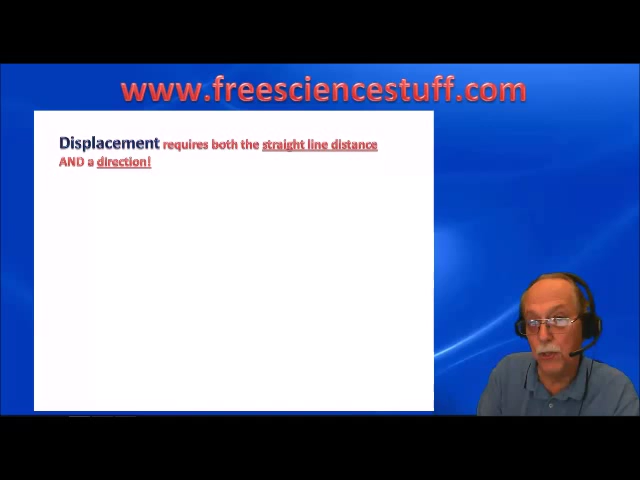 www.freesciencestuff.com
Displacement requires both the straight line distance
AND a direction!